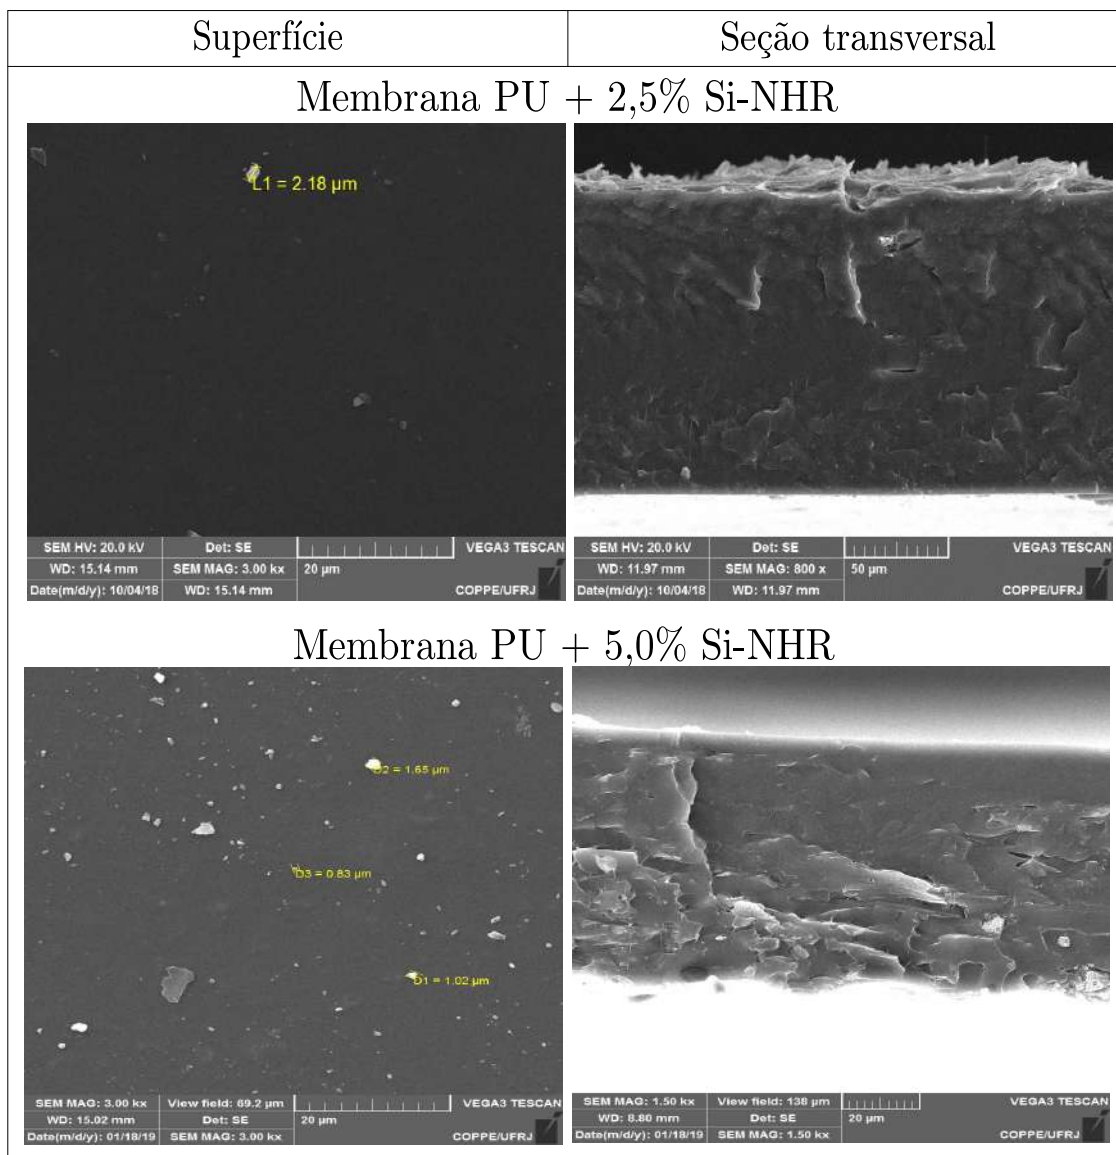 Superfície
Seção transversal
Membrana PU + 2,5% Si-NHR
L1 = 2.18 µm
SEM HV: 20.0 kV
Det: SE
VEGA3 TESCAN
WD: 15.14 mm
SEM MAG: 3.00 kx
20 µm
Date(m/d/y): 10/04/18
WD: 15.14 mm
COPPE/UFRJ
SEM HV: 20.0 kV
Det: SE
VEGA3 TESCAN
WD: 11.97 mm
SEM MAG: 800 x
50 µm
Date(m/d/y): 10/04/18
WD: 11.97 mm
COPPE/UFRJ
Membrana PU + 5,0% Si-NHR
D2 = 1.65 µm
D3 = 0.83 µm
D1 = 1.02 µm
SEM MAG: 3.00 kx
View field: 69.2 µm
VEGA3 TESCAN
WD: 15.02 mm
Det: SE
20 µm
Date(m/d/y): 01/18/19
SEM MAG: 3.00 kx
COPPE/UFRJ
SEM MAG: 1.50 kx
View field: 138 µm
VEGA3 TESCAN
WD: 8.80 mm
Det: SE
20 µm
Date(m/d/y): 01/18/19
SEM MAG: 1.50 kx
COPPE/UFRJ